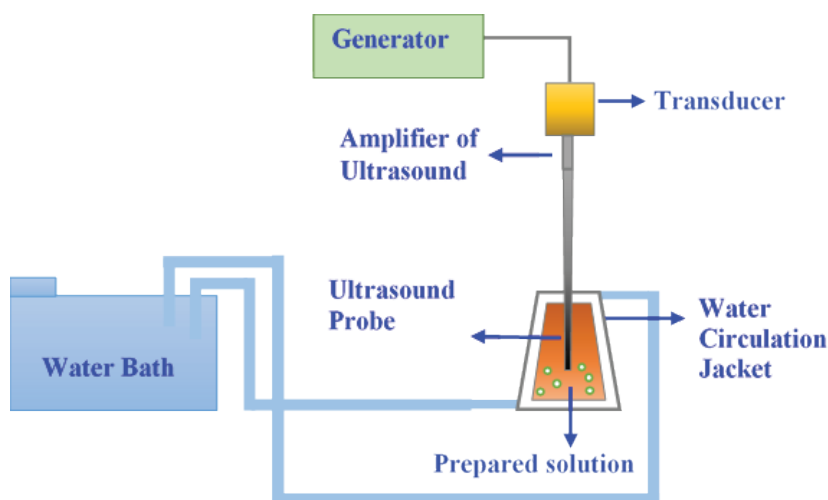 Generator
Transducer
Amplifier of
Ultrasound
Ultrasound
Probe
Water
Circulation
Jacket
Water Bath
Prepared solution